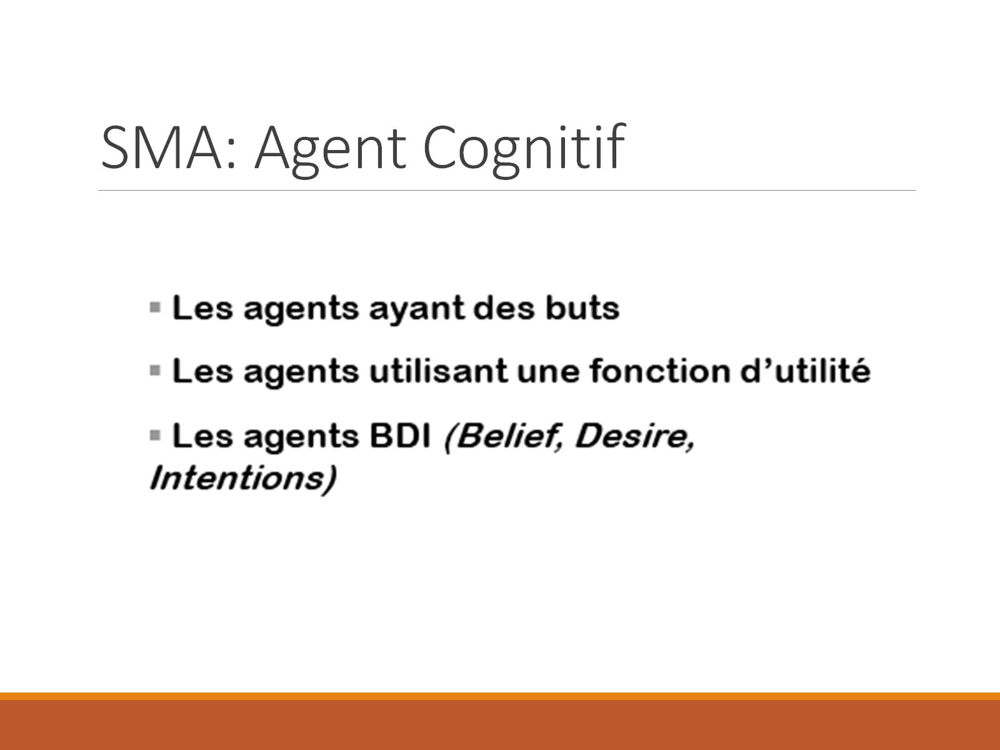 SMA: Agent Cognitif
▪ Les agents ayant des buts
▪ Les agents utilisant une fonction d’utilité
▪ Les agents BDI (Belief, Desire,
Intentions)